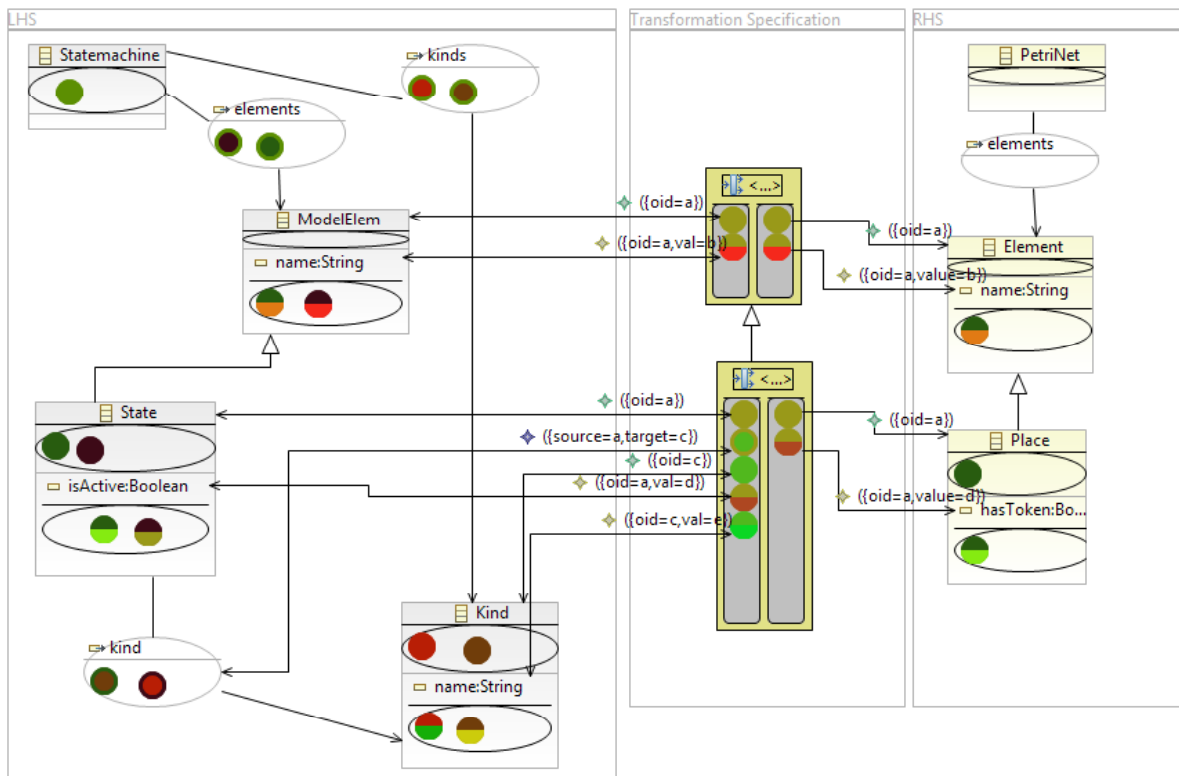 LHS
Transformation Specification
RHS
Statemachine
kinds
PetriNet
elements
elements
<...>
ModelElem
({oid=a})
({oid=a})
Element
({oid=a,val=b})
name:String
({oid=a,value=b})
name:String
<...>
State
({oid=a})
({oid=a})
({source=a,target=c})
Place
({oid=c})
isActive:Boolean
({oid=a,val=d})
({oid=a,value=d})
hasToken:Bo...
({oid=c,val=e})
Kind
kind
name:String